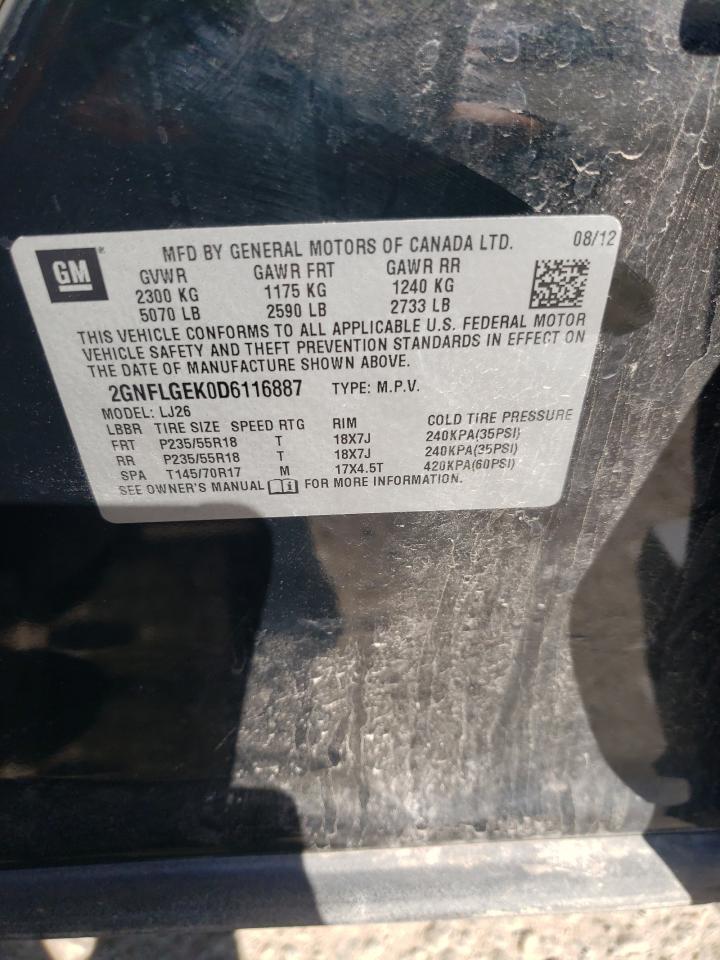 GM®
MFD BY GENERAL MOTORS OF CANADA LTD. 08/12
GVWR GAWR FRT GAWR RR
2300 KG 1175 KG 1240 KG
5070 LB 2590 LB 2733 LB
THIS VEHICLE CONFORMS TO ALL APPLICABLE U.S. FEDERAL MOTOR
VEHICLE SAFETY AND THEFT PREVENTION STANDARDS IN EFFECT ON
THE DATE OF MANUFACTURE SHOWN ABOVE.
2GNFLGEK0D6116887 TYPE: M.P.V.
MODEL: LJ26
LBBR TIRE SIZE SPEED RTG RIM COLD TIRE PRESSURE
FRT P235/55R18 T 18X7J 240KPA(35PSI)
RR P235/55R18 T 18X7J 240KPA(35PSI)
SPA T145/70R17 M 17X4.5T 420KPA(60PSI)
SEE OWNER'S MANUAL FOR MORE INFORMATION.